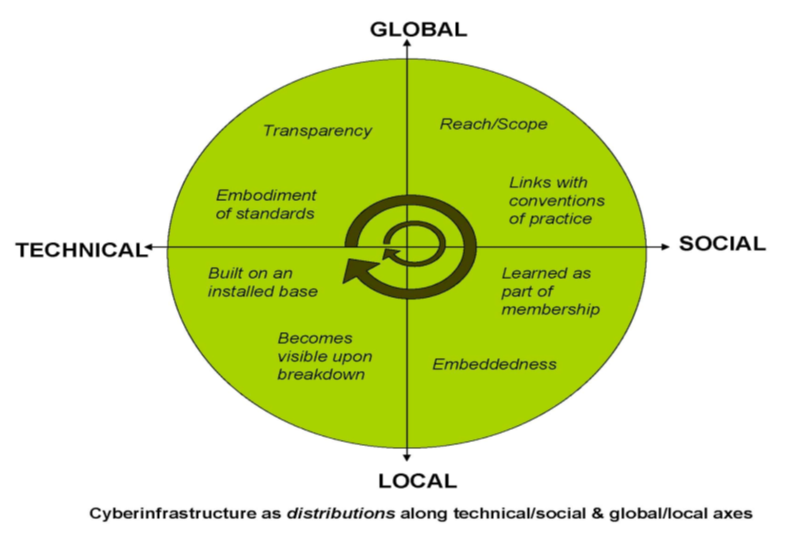 GLOBAL
Transparency
Reach/Scope
Embodiment
of standards
Links with
conventions
of practice
TECHNICAL
SOCIAL
Built on an
installed base
Learned as
part of
membership
Becomes
visible upon
breakdown
Embeddedness
LOCAL
Cyberinfrastructure as distributions along technical/social & global/local axes